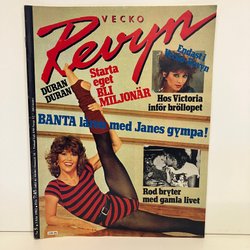 VECKO
Revyn
DURAN
DURAN
Starta
eget
BLI
MILJONÄR
Endast i
Hos Victoria
inför bröllopet
BANTA med Janes gympa!
Rod bryter
med gamla livet